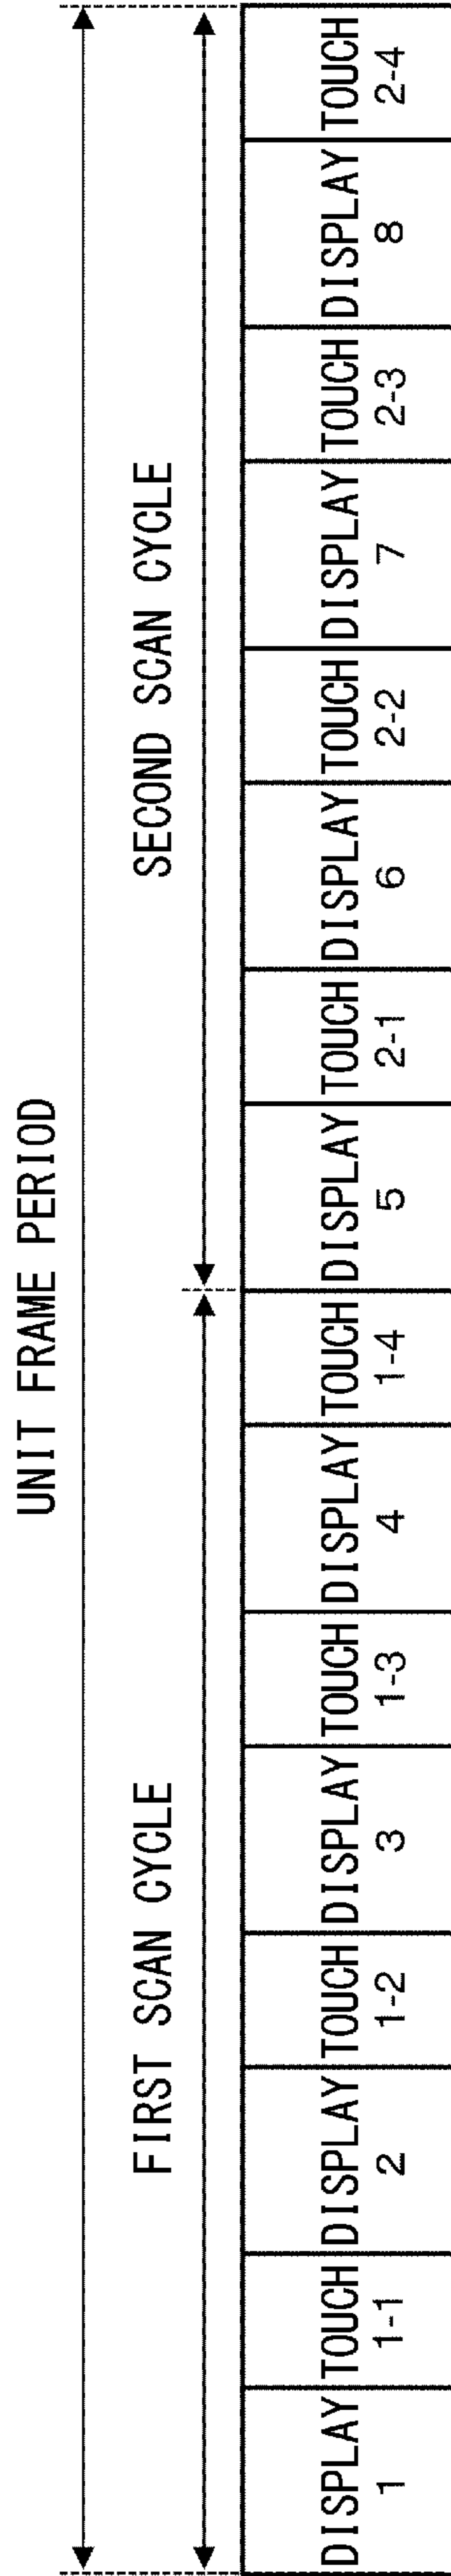 UNIT FRAME PERIOD
FIRST SCAN CYCLE
SECOND SCAN CYCLE
DISPLAY
1
TOUCH
1-1
DISPLAY
2
TOUCH
1-2
DISPLAY
3
TOUCH
1-3
DISPLAY
4
TOUCH
1-4
DISPLAY
5
TOUCH
2-1
DISPLAY
6
TOUCH
2-2
DISPLAY
7
TOUCH
2-3
DISPLAY
8
TOUCH
2-4